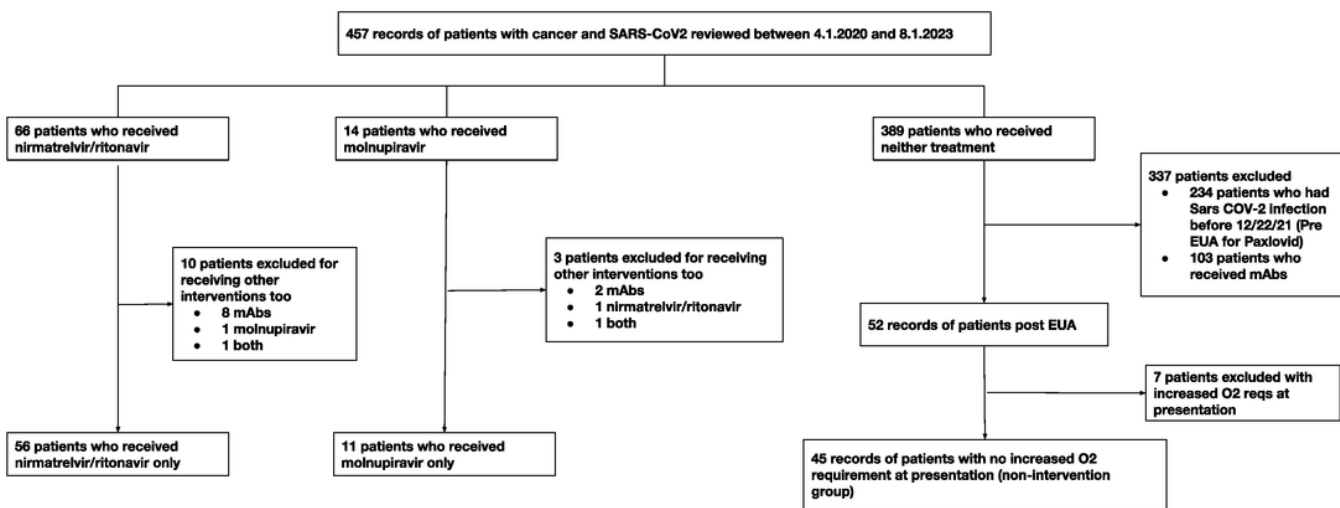 457 records of patients with cancer and SARS-CoV2 reviewed between 4.1.2020 and 8.1.2023
66 patients who received
nirmatrelvir/ritonavir
14 patients who received
molnupiravir
389 patients who received
neither treatment
337 patients excluded
● 234 patients who had
Sars COV-2 infection
before 12/22/21 (Pre
EUA for Paxlovid)
● 103 patients who
received mAbs
10 patients excluded for
receiving other
interventions too
● 8 mAbs
● 1 molnupiravir
● 1 both
3 patients excluded for receiving
other interventions too
● 2 mAbs
● 1 nirmatrelvir/ritonavir
● 1 both
52 records of patients post EUA
7 patients excluded with
increased O2 reqs at
presentation
56 patients who received
nirmatrelvir/ritonavir only
11 patients who received
molnupiravir only
45 records of patients with no increased O2
requirement at presentation (non-intervention
group)